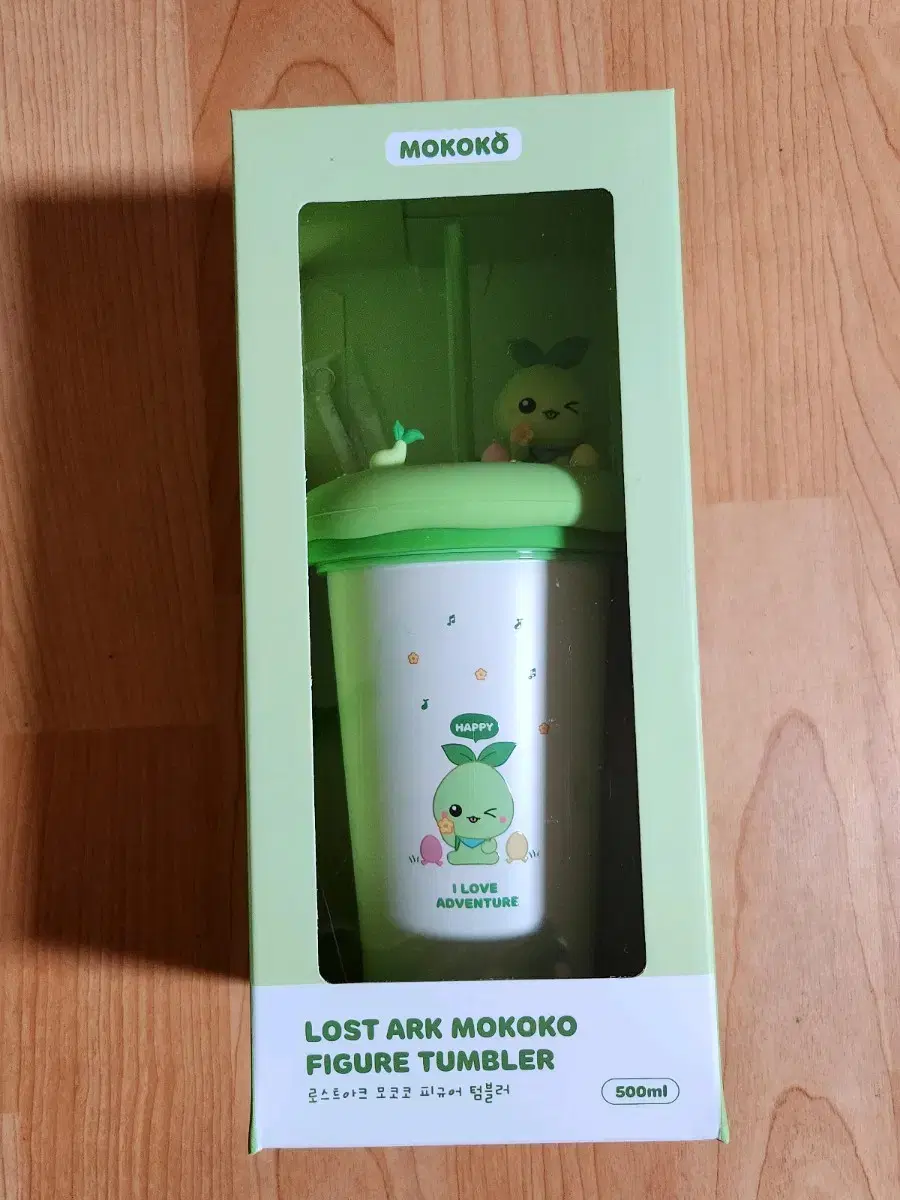 MOKOKO
HAPPY
I LOVE
ADVENTURE
LOST ARK MOKOKO
FIGURE TUMBLER
로스트아크 모코코 피규어 텀블러
500ml